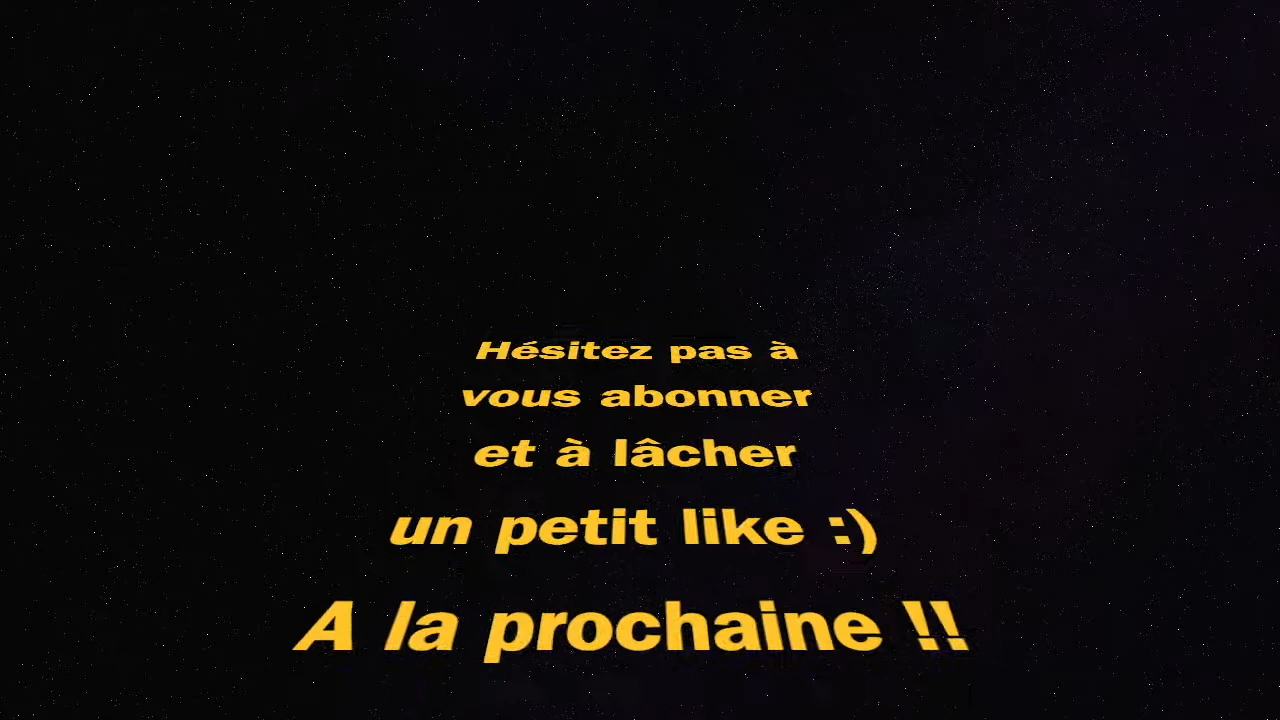 Hésitez pas à
vous abonner
et à lâcher
un petit like :)
A la prochaine !!